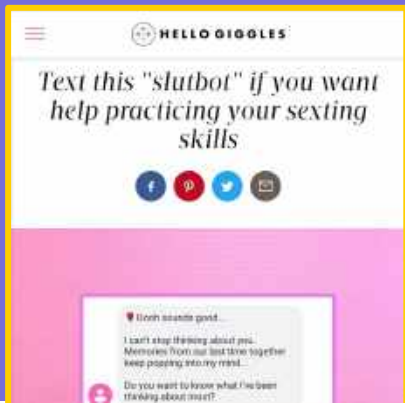 HELLO GIGGLES
Text this "slutbot" if you want
help practicing your sexting
skills
Oooh sounds good...
I can't stop thinking about you.
Memories from our last time together
keep popping into my mind...
Do you want to know what I've been
thinking about most?